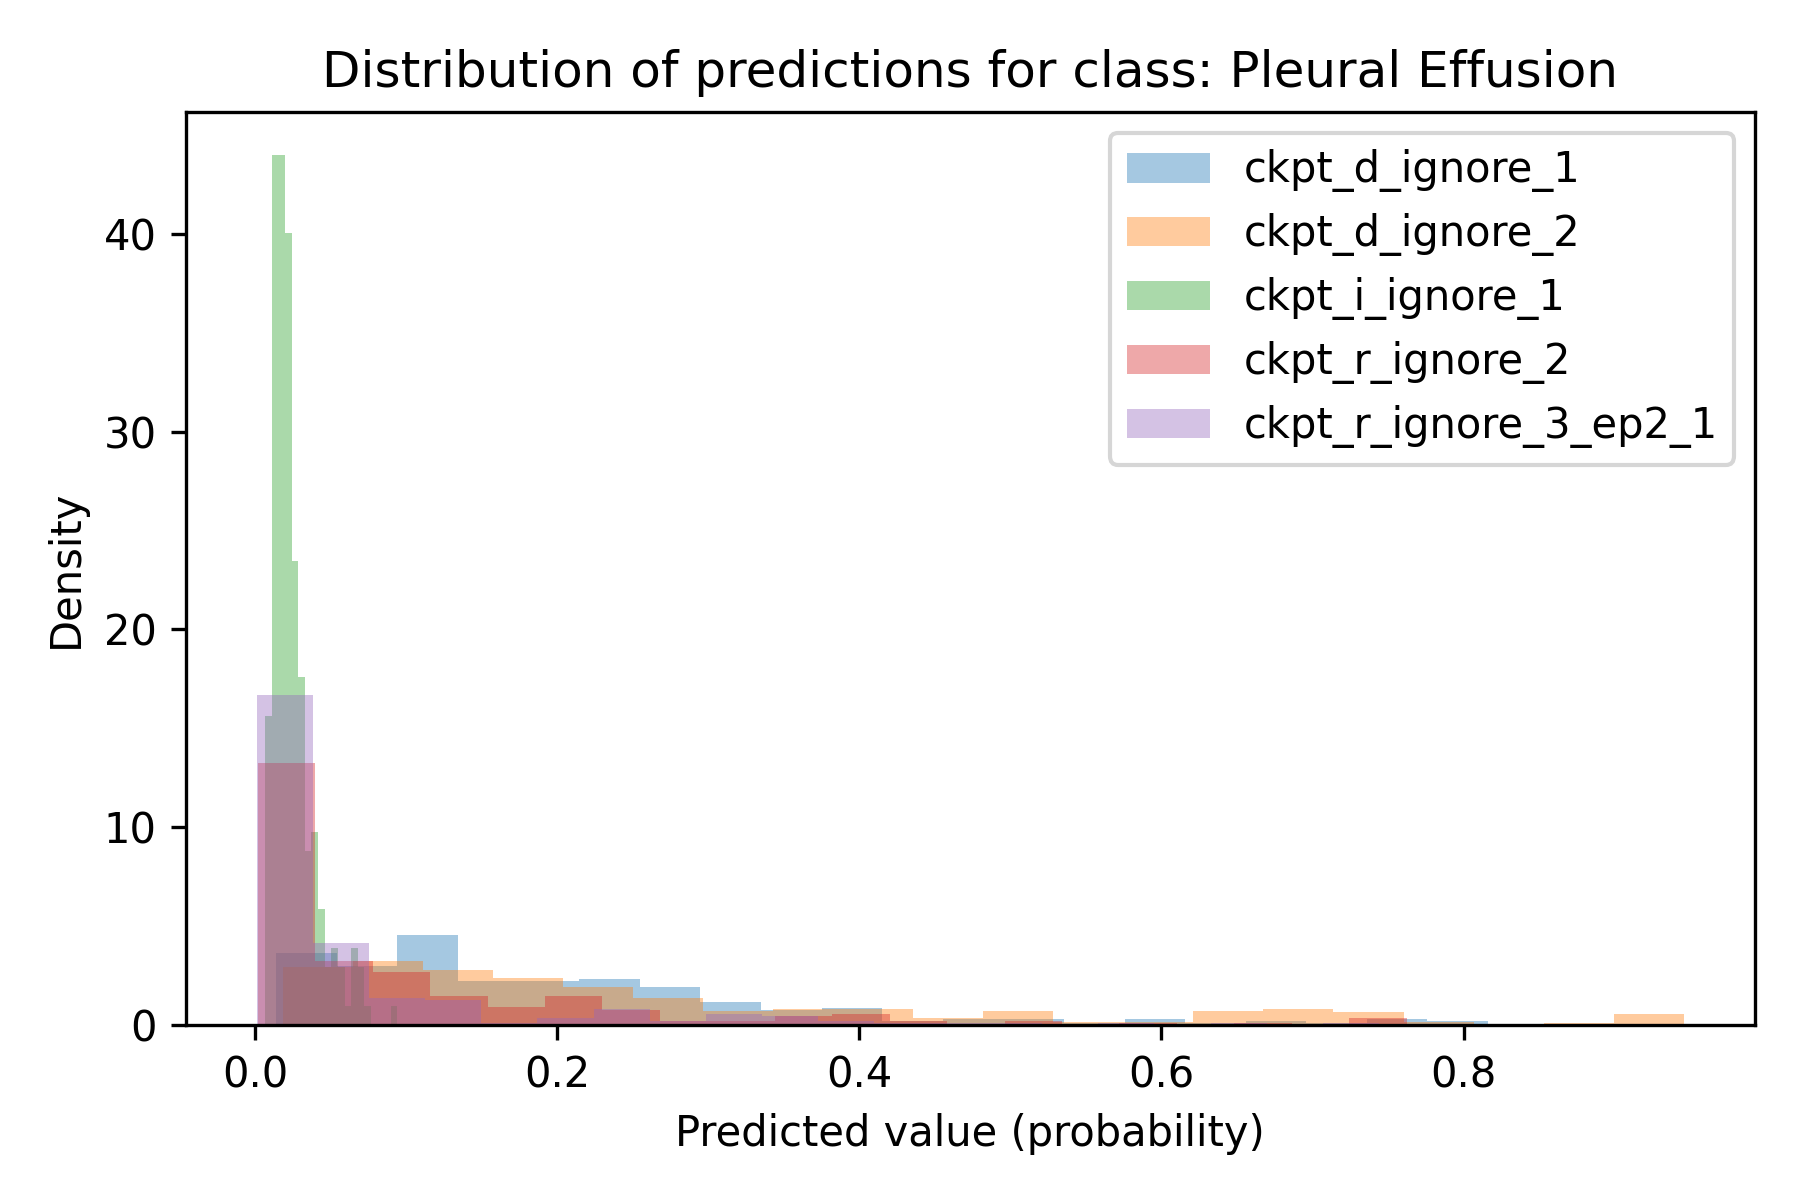 Distribution of predictions for class: Pleural Effusion
ckpt_d_ignore_1
ckpt_d_ignore_2
ckpt_i_ignore_1
ckpt_r_ignore_2
ckpt_r_ignore_3_ep2_1
Density
40
30
20
10
0
0.0 0.2 0.4 0.6 0.8
Predicted value (probability)